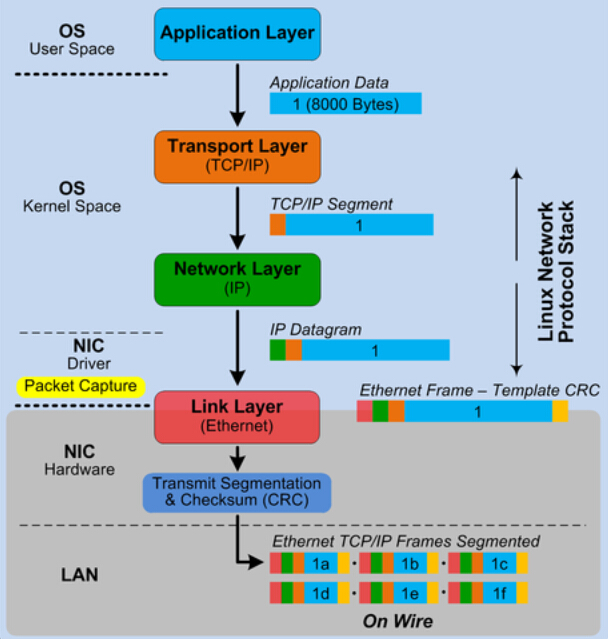 OS
User Space
Application Layer
Application Data
1 (8000 Bytes)
Transport Layer
(TCP/IP)
OS
Kernel Space
TCP/IP Segment
1
Network Layer
(IP)
Linux Network
Protocol Stack
IP Datagram
1
NIC
Driver
Packet Capture
Ethernet Frame – Template CRC
1
Link Layer
(Ethernet)
NIC
Hardware
Transmit Segmentation
& Checksum (CRC)
Ethernet TCP/IP Frames Segmented
1a • 1b • 1c
1d • 1e • 1f
LAN
On Wire